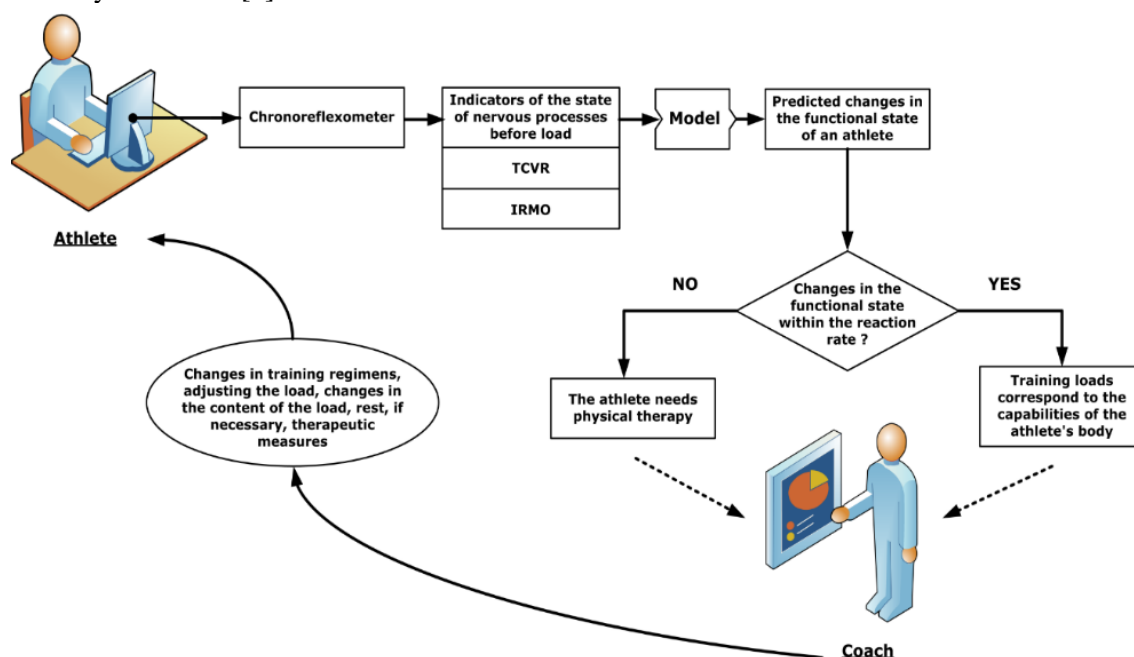 Chronoreflexometer
Indicators of the state
of nervous processes
before load
TCVR
IRMO
Model
Predicted changes in
the functional state
of an athlete
Athlete
NO
Changes in the
functional state
within the reaction
rate ?
YES
Changes in training regimens,
adjusting the load, changes in
the content of the load, rest, if
necessary, therapeutic
measures
The athlete needs
physical therapy
Training loads
correspond to the
capabilities of the
athlete's body
Coach